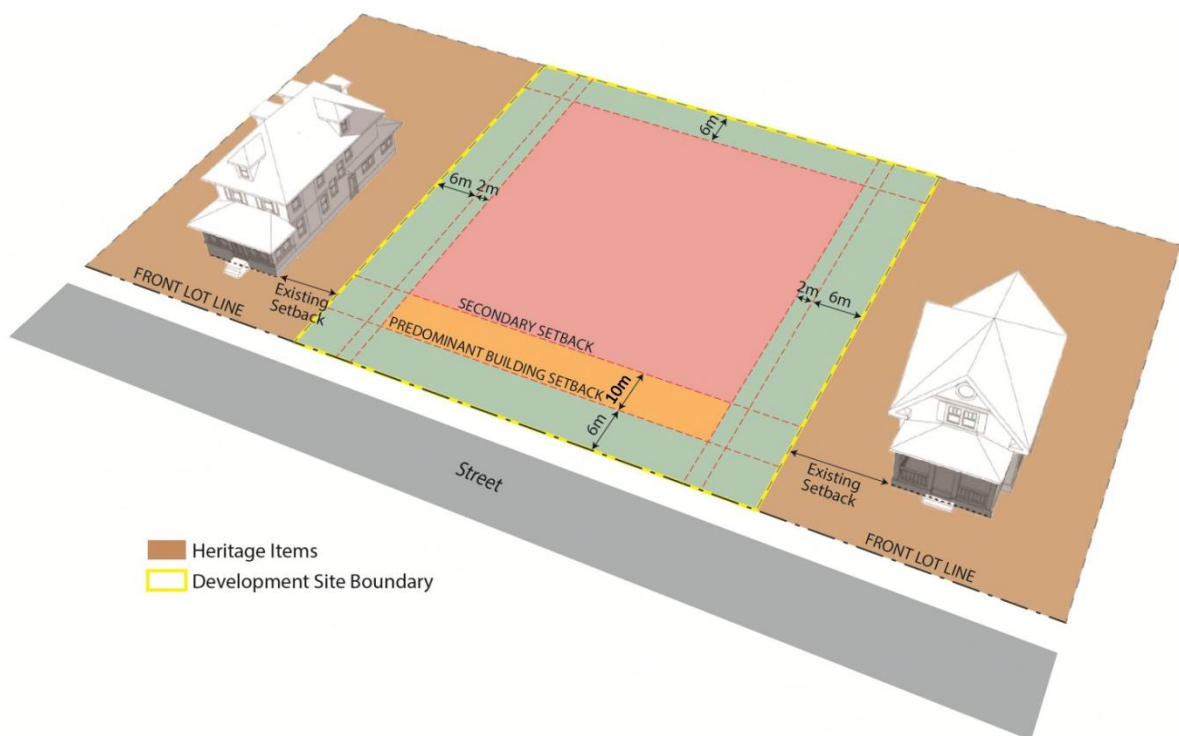 6m
6m 2m
FRONT LOT LINE
Existing
Setback
SECONDARY SETBACK
PREDOMINANT BUILDING SETBACK
10m
6m
2m 6m
Street
Existing
Setback
FRONT LOT LINE
Heritage Items
Development Site Boundary